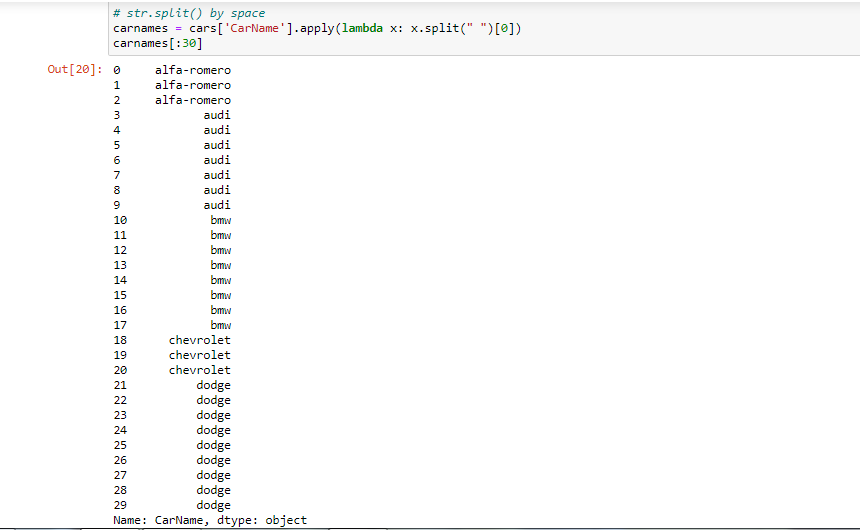 # str.split() by space
carnames = cars['CarName'].apply(lambda x: x.split(" ")[0])
carnames[:30]
Out[20]: 0 alfa-romero
1 alfa-romero
2 alfa-romero
3 audi
4 audi
5 audi
6 audi
7 audi
8 audi
9 audi
10 bmw
11 bmw
12 bmw
13 bmw
14 bmw
15 bmw
16 bmw
17 bmw
18 chevrolet
19 chevrolet
20 chevrolet
21 dodge
22 dodge
23 dodge
24 dodge
25 dodge
26 dodge
27 dodge
28 dodge
29 dodge
Name: CarName, dtype: object